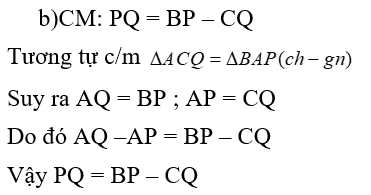 b)CM: PQ = BP – CQ
Tương tự c/m ΔACQ = ΔBAP(ch – gn)
Suy ra AQ = BP ; AP = CQ
Do đó AQ –AP = BP – CQ
Vậy PQ = BP – CQ